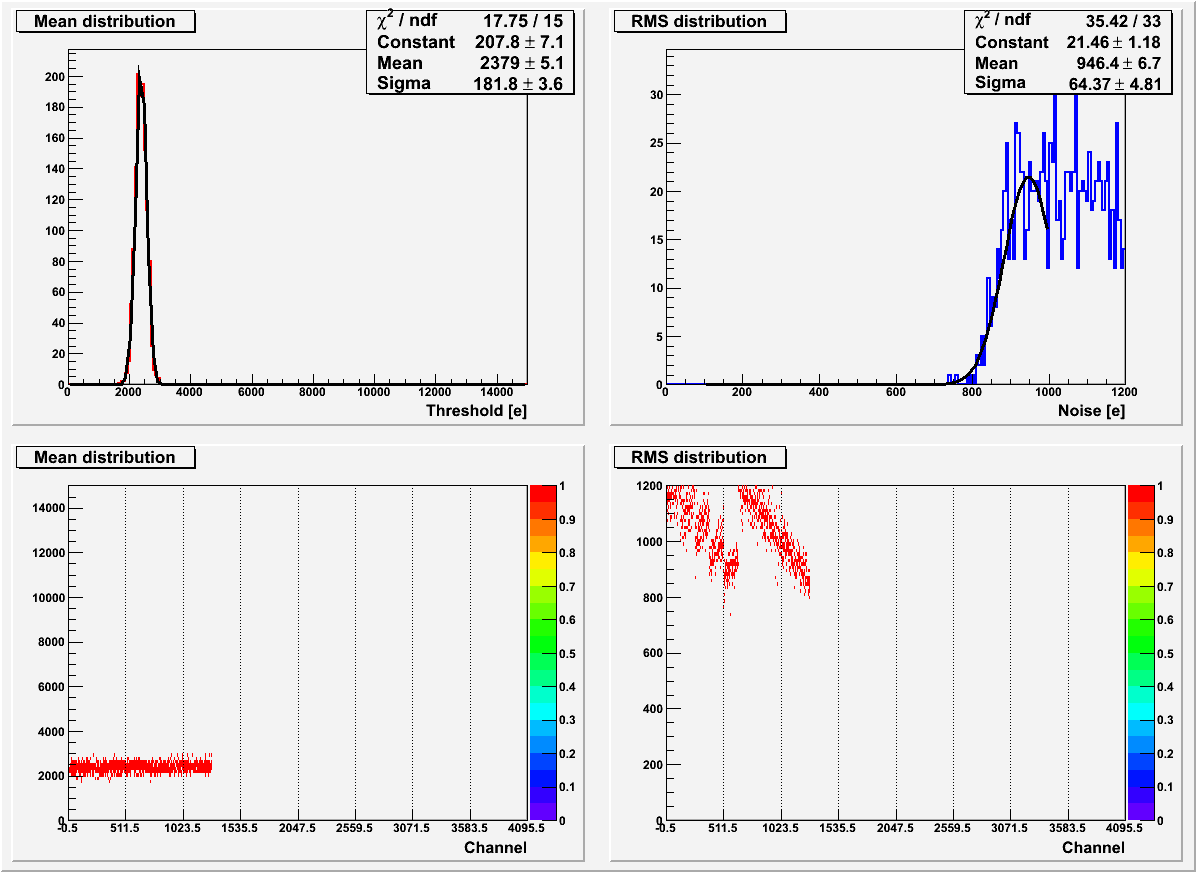 Mean distribution
χ² / ndf 17.75 / 15
Constant 207.8 ± 7.1
Mean 2379 ± 5.1
Sigma 181.8 ± 3.6
200
180
160
140
120
100
80
60
40
20
0
0 2000 4000 6000 8000 10000 12000 14000
Threshold [e]
RMS distribution
χ² / ndf 35.42 / 33
Constant 21.46 ± 1.18
Mean 946.4 ± 6.7
Sigma 64.37 ± 4.81
30
25
20
15
10
5
0
0 200 400 600 800 1000 1200
Noise [e]
Mean distribution
14000
12000
10000
8000
6000
4000
2000
0
-0.5 511.5 1023.5 1535.5 2047.5 2559.5 3071.5 3583.5 4095.5
Channel
1
0.9
0.8
0.7
0.6
0.5
0.4
0.3
0.2
0.1
0
RMS distribution
1200
1000
800
600
400
200
0
-0.5 511.5 1023.5 1535.5 2047.5 2559.5 3071.5 3583.5 4095.5
Channel
1
0.9
0.8
0.7
0.6
0.5
0.4
0.3
0.2
0.1
0